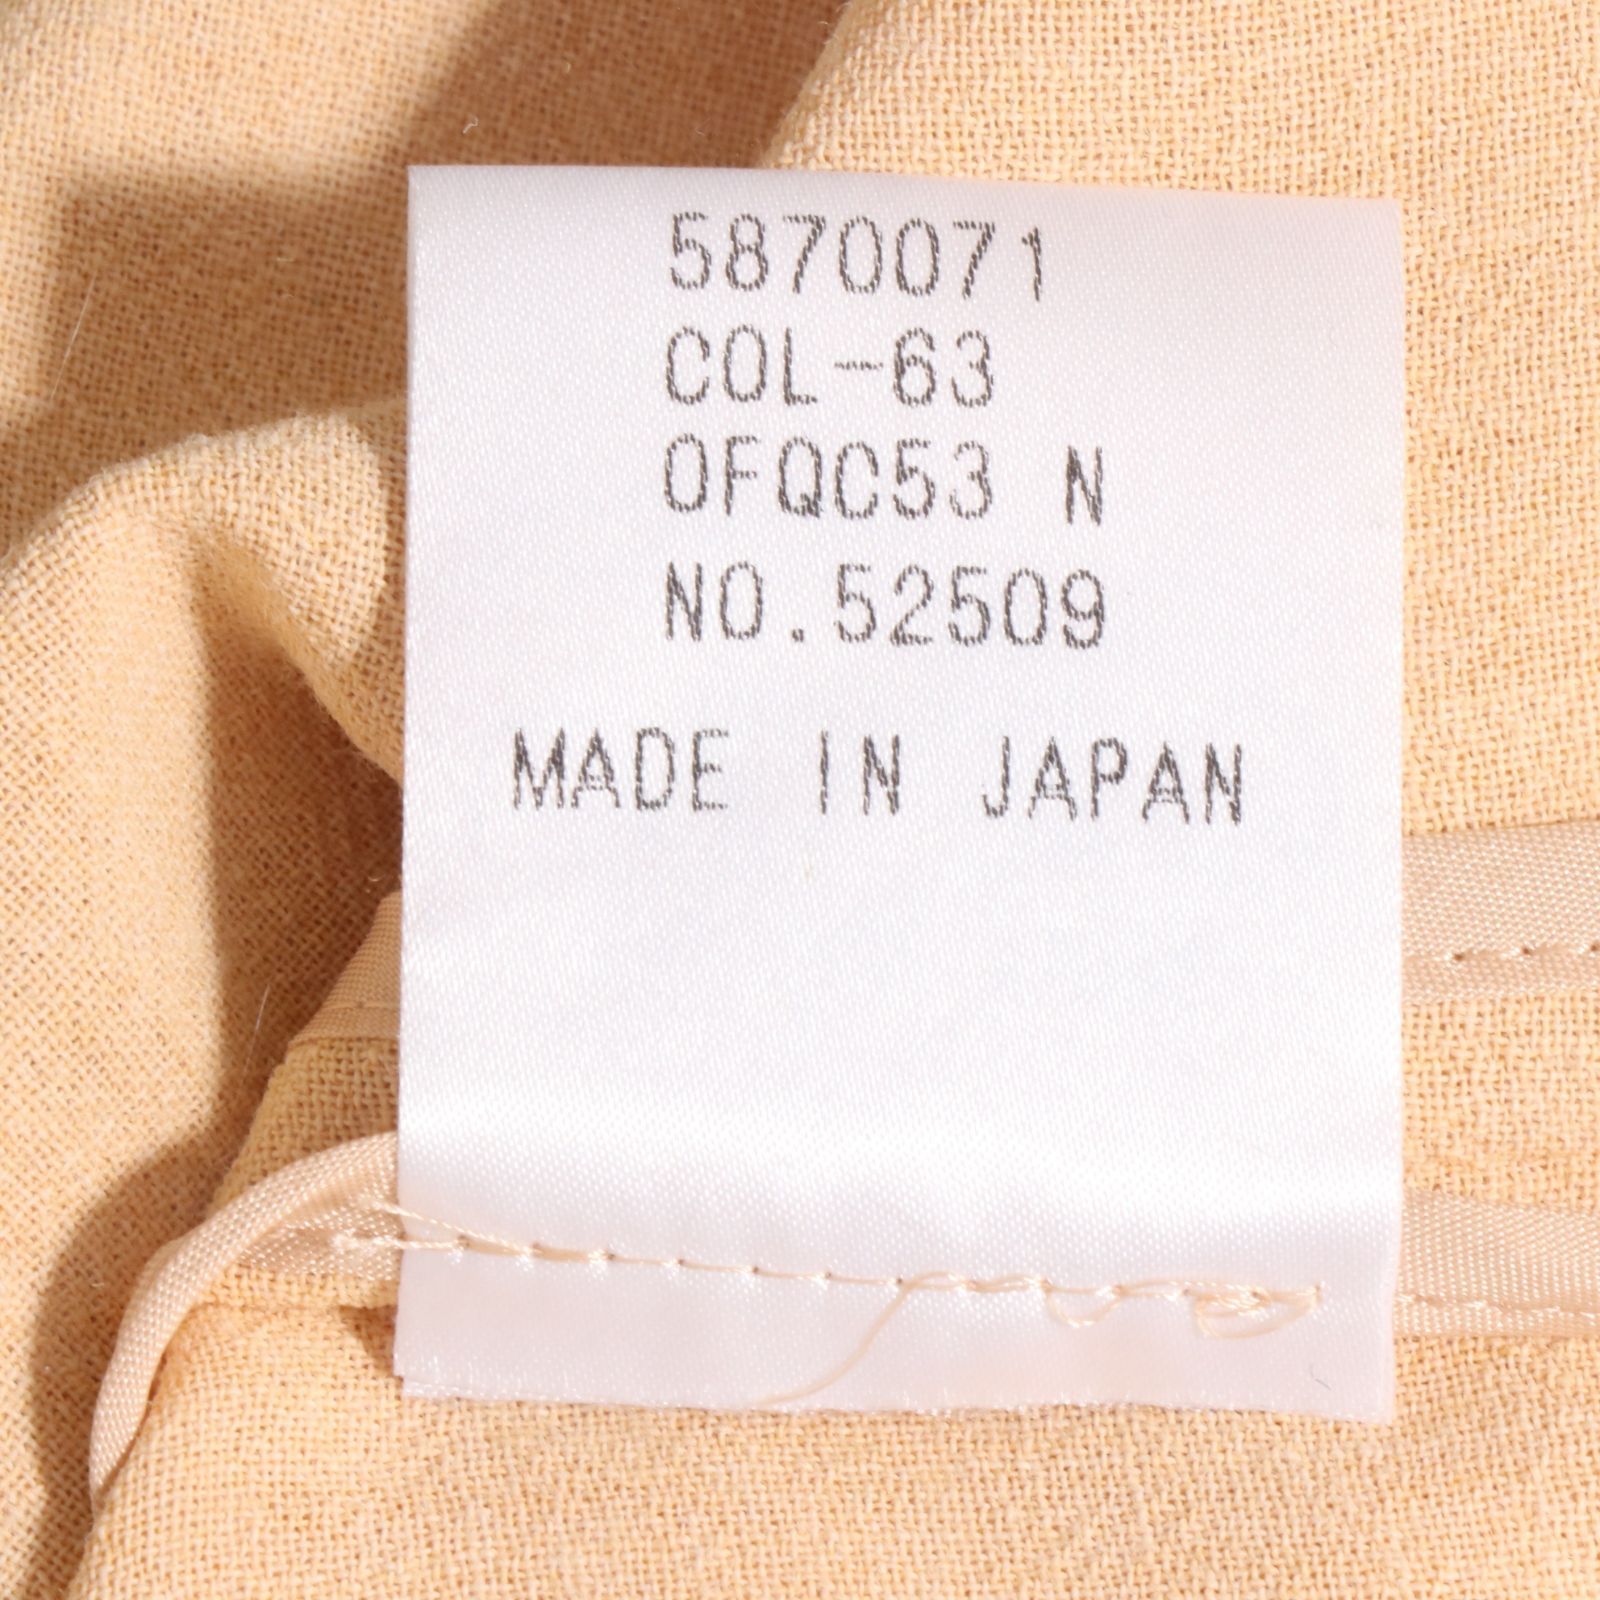 5870071
COL-63
OFQC53 N
NO.52509
MADE IN JAPAN